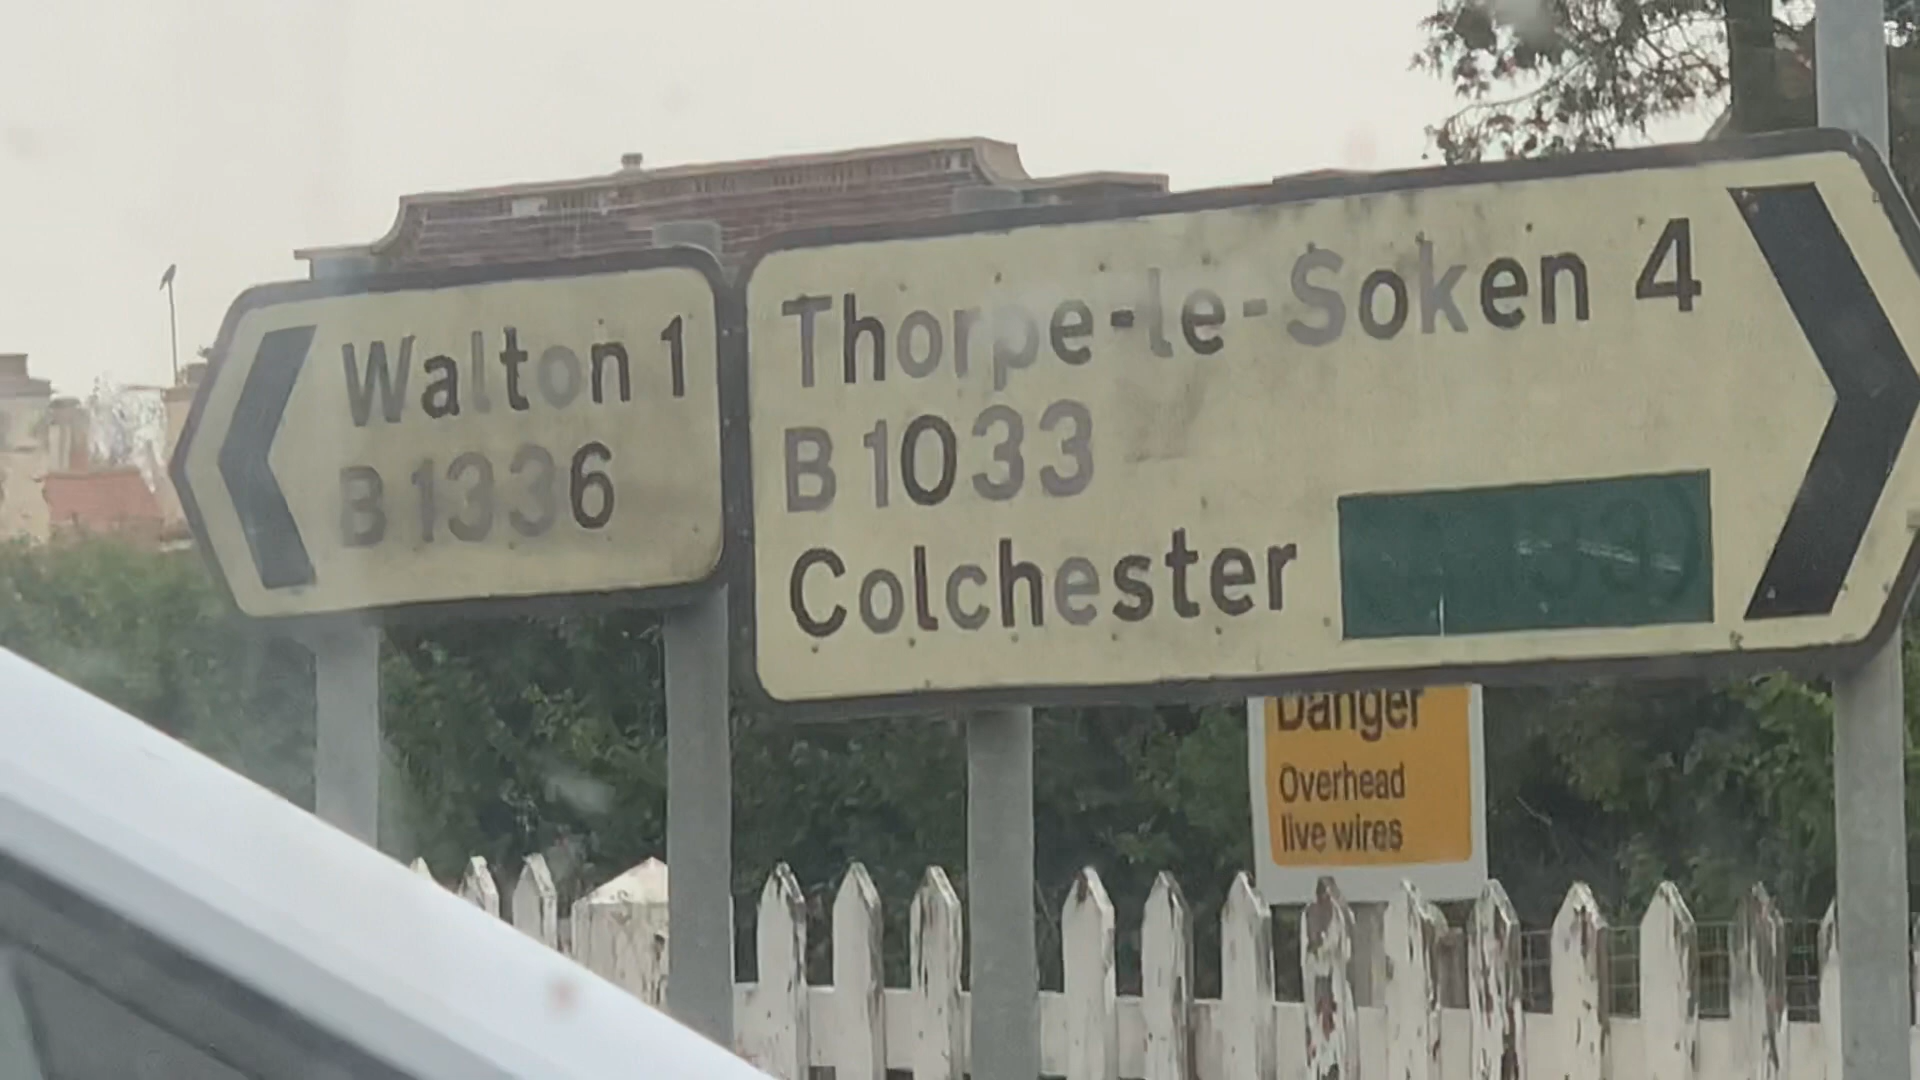 Walton 1
B 1336
Thorpe-le-Soken 4
B 1033
Colchester
Danger
Overhead
live wires